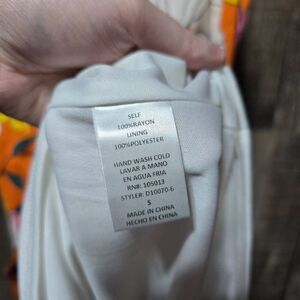 SELF
100%RAYON
LINING
100%POLYESTER
HAND WASH COLD
LAVAR A MANO
EN AGUA FRIA
RN#: 105013
STYLE#: D10070-6
S
MADE IN CHINA
HECHO EN CHINA